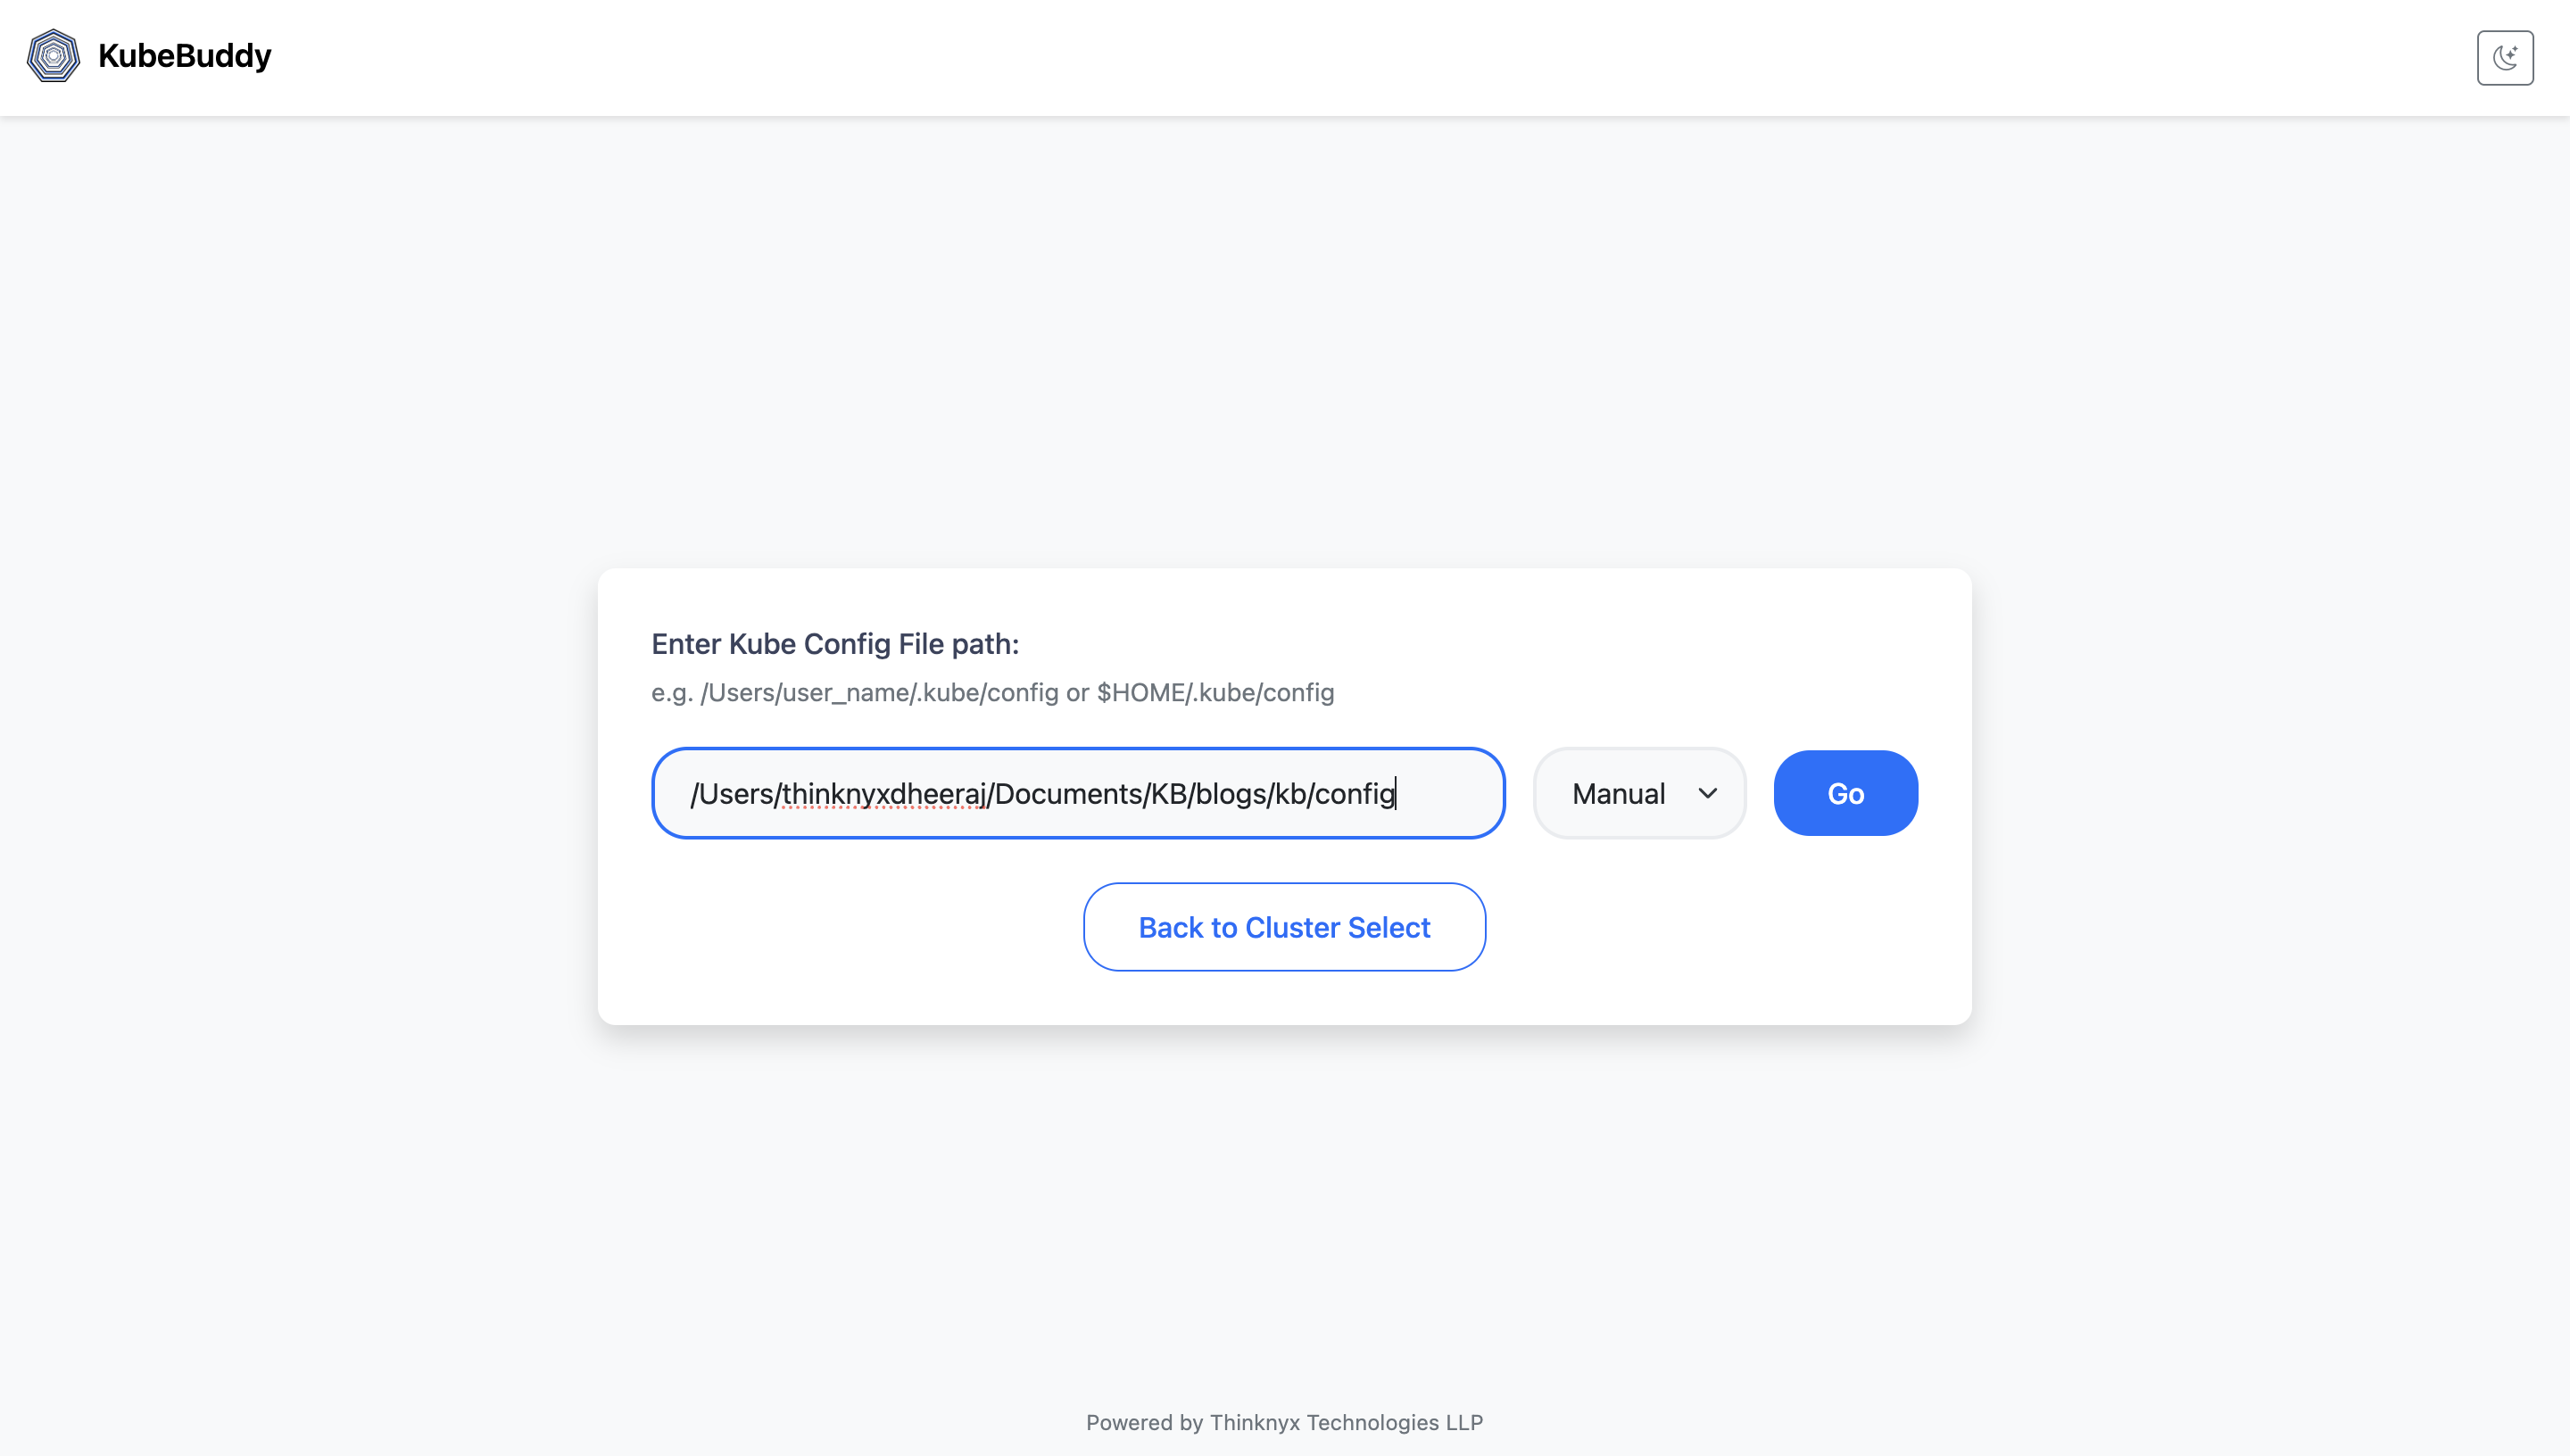 KubeBuddy
Enter Kube Config File path:
e.g. /Users/user_name/.kube/config or $HOME/.kube/config
/Users/thinknyxdheeraj/Documents/KB/blogs/kb/config
Manual
Go
Back to Cluster Select
Powered by Thinknyx Technologies LLP